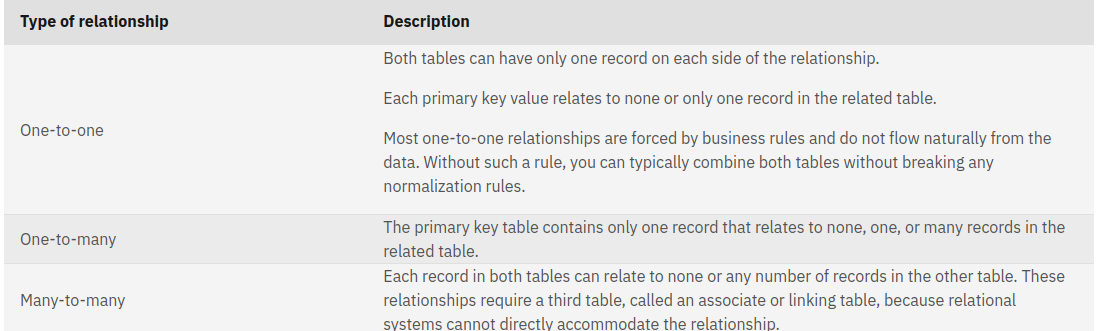 Type of relationship
Description
One-to-one
Both tables can have only one record on each side of the relationship.
Each primary key value relates to none or only one record in the related table.
Most one-to-one relationships are forced by business rules and do not flow naturally from the
data. Without such a rule, you can typically combine both tables without breaking any
normalization rules.
One-to-many
The primary key table contains only one record that relates to none, one, or many records in the
related table.
Many-to-many
Each record in both tables can relate to none or any number of records in the other table. These
relationships require a third table, called an associate or linking table, because relational
systems cannot directly accommodate the relationship.